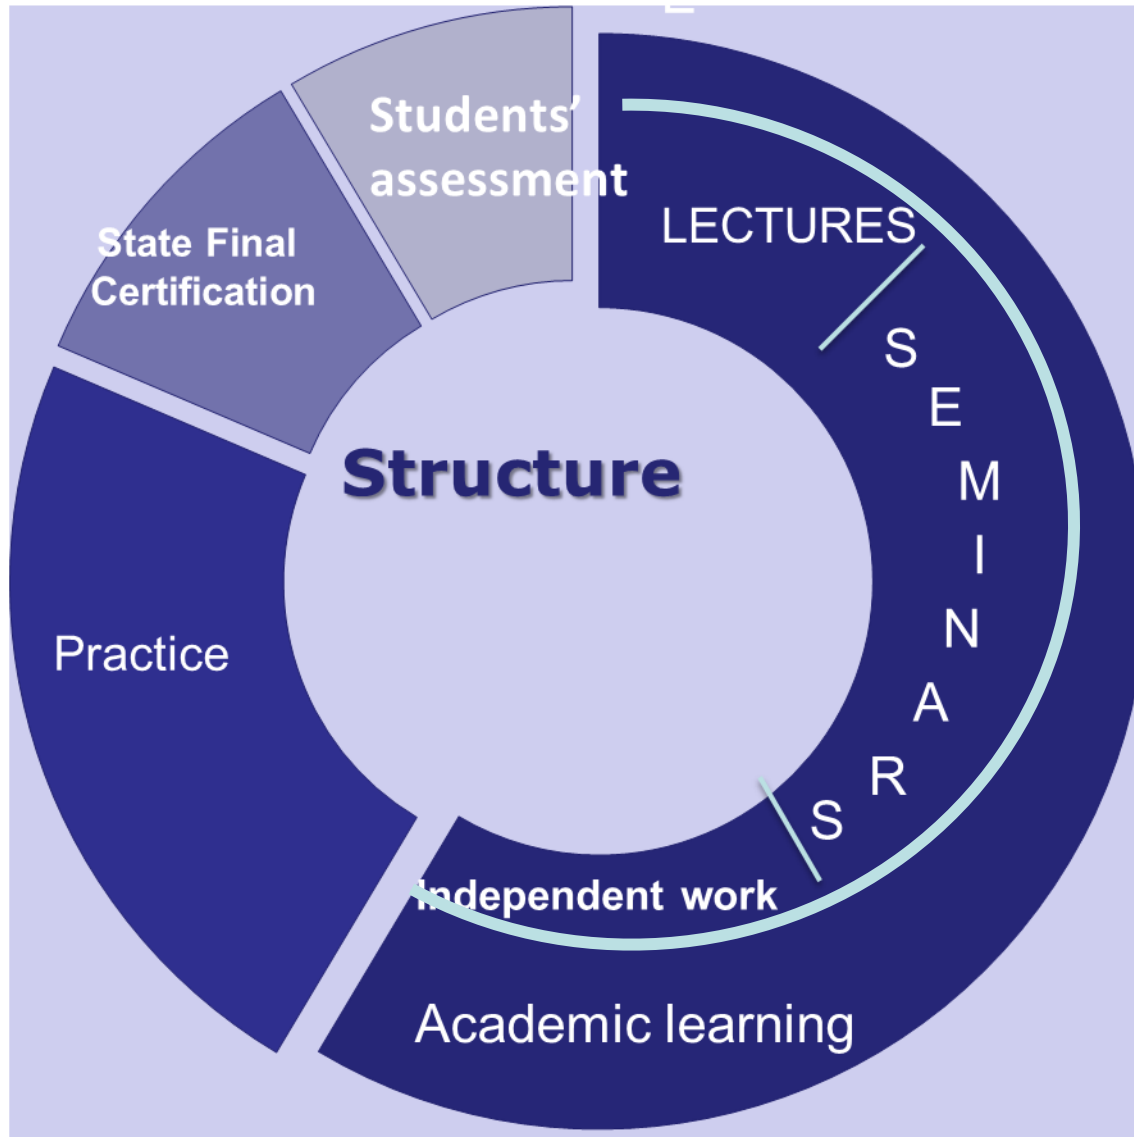 Students’
assessment
LECTURES
State Final
Certification
S
E
M
I
N
A
R
S
Structure
Practice
Independent work
Academic learning